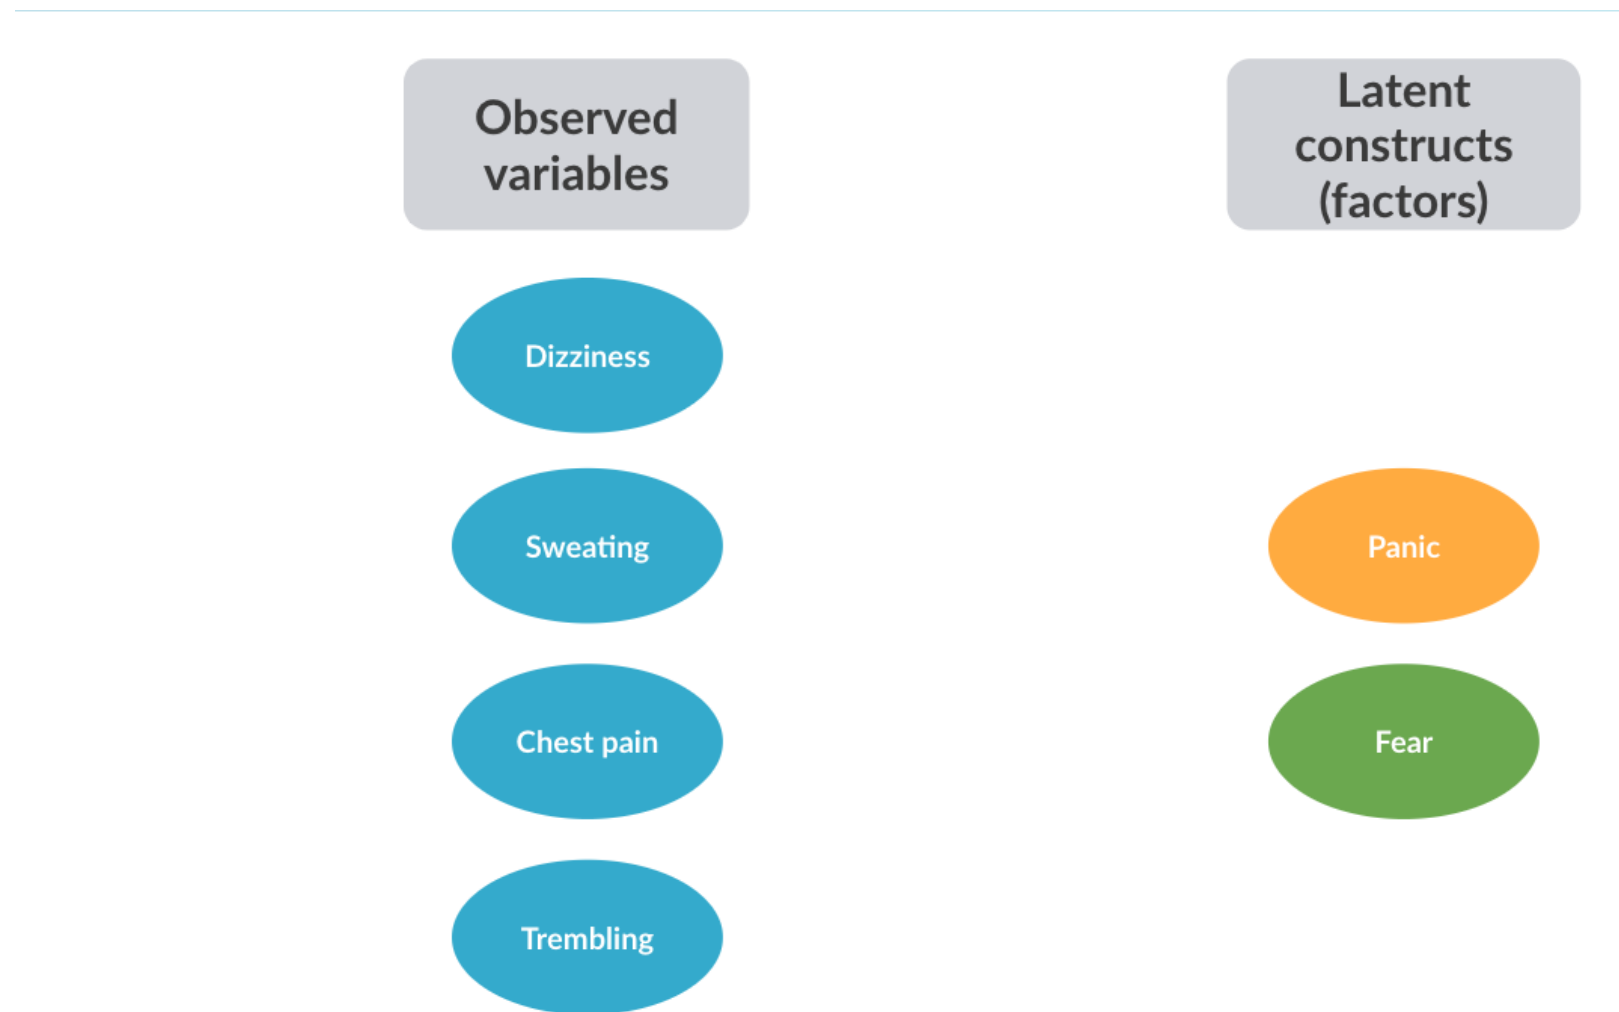 Observed
variables
Latent
constructs
(factors)
Dizziness
Sweating
Panic
Chest pain
Fear
Trembling